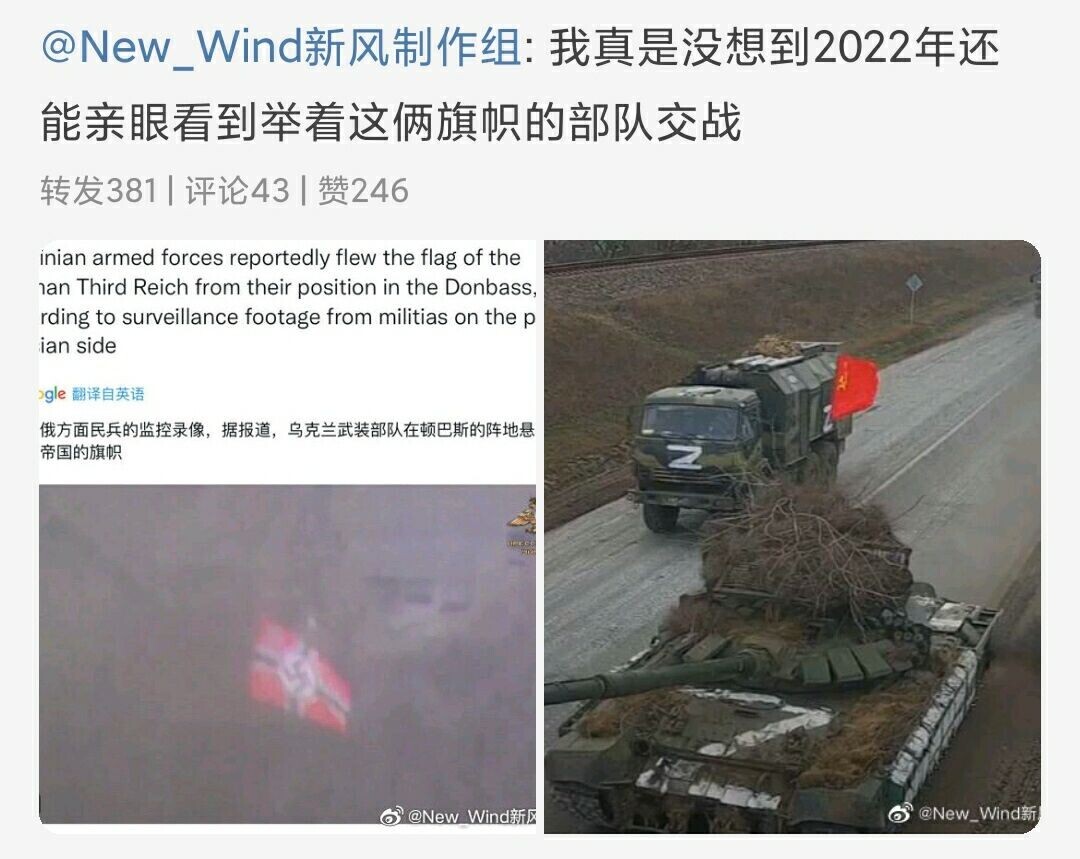 @New_Wind新风制作组: 我真是没想到2022年还
能亲眼看到举着这俩旗帜的部队交战
转发381 | 评论43 | 赞246
inian armed forces reportedly flew the flag of the
nan Third Reich from their position in the Donbass,
rding to surveillance footage from militias on the p
sian side
ogle 翻译自英语
俄方面民兵的监控录像，据报道，乌克兰武装部队在顿巴斯的阵地悬
帝国的旗帜
Z
@New_Wind新风
@New_Wind新